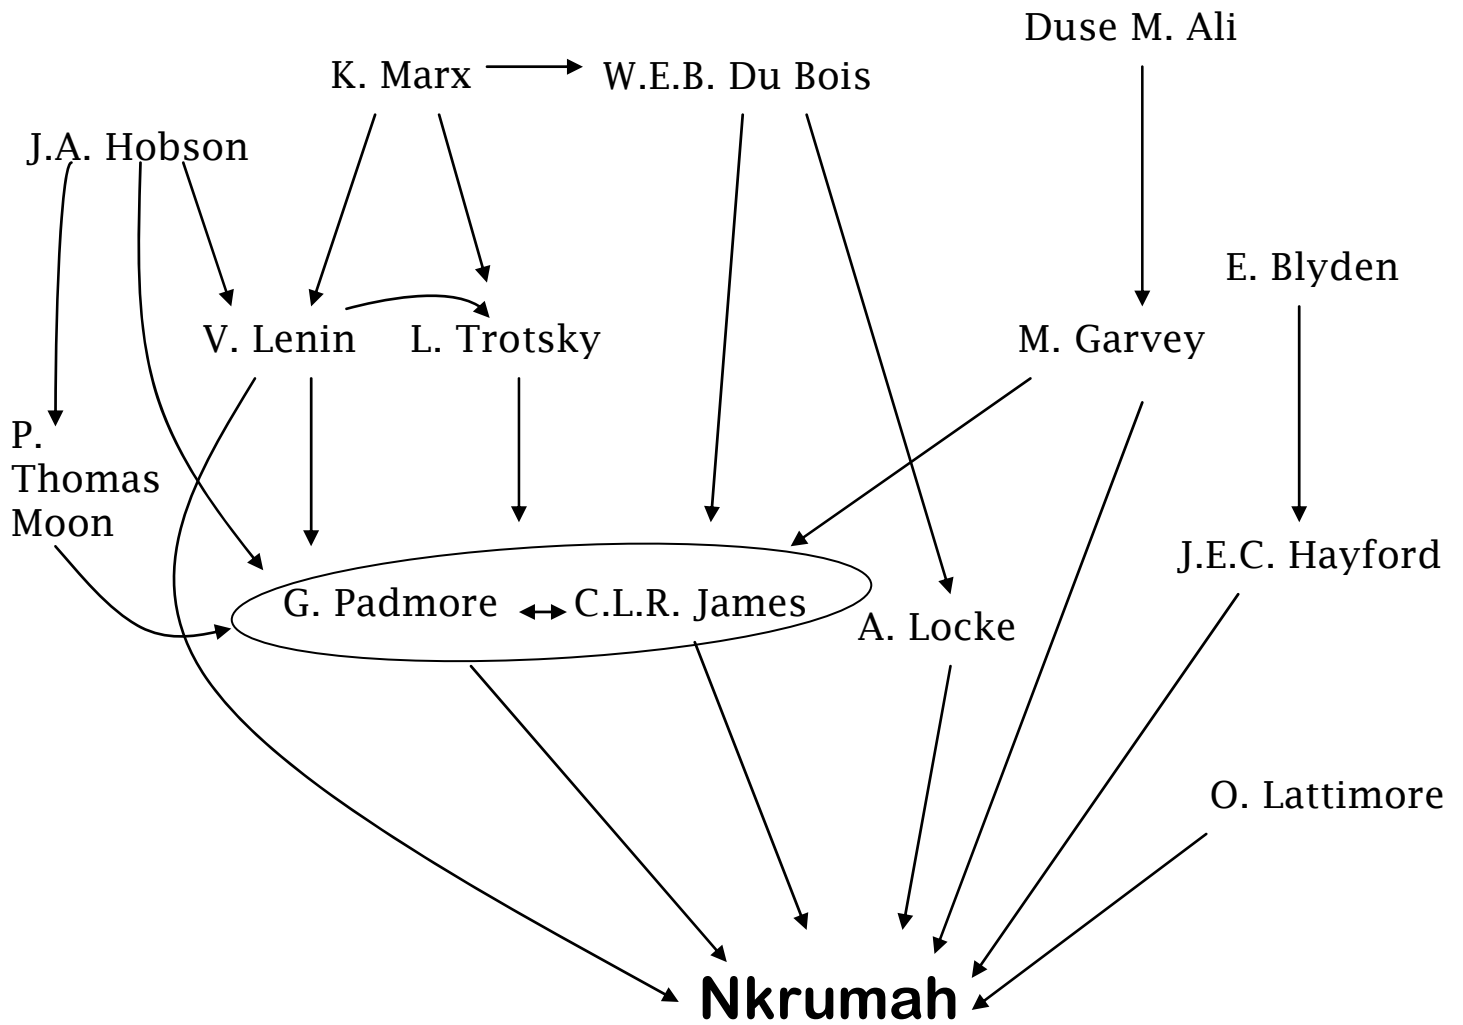 Duse M. Ali
K. Marx
W.E.B. Du Bois
J.A. Hobson
E. Blyden
V. Lenin
L. Trotsky
M. Garvey
P.
Thomas
Moon
J.E.C. Hayford
G. Padmore
C.L.R. James
A. Locke
O. Lattimore
Nkrumah